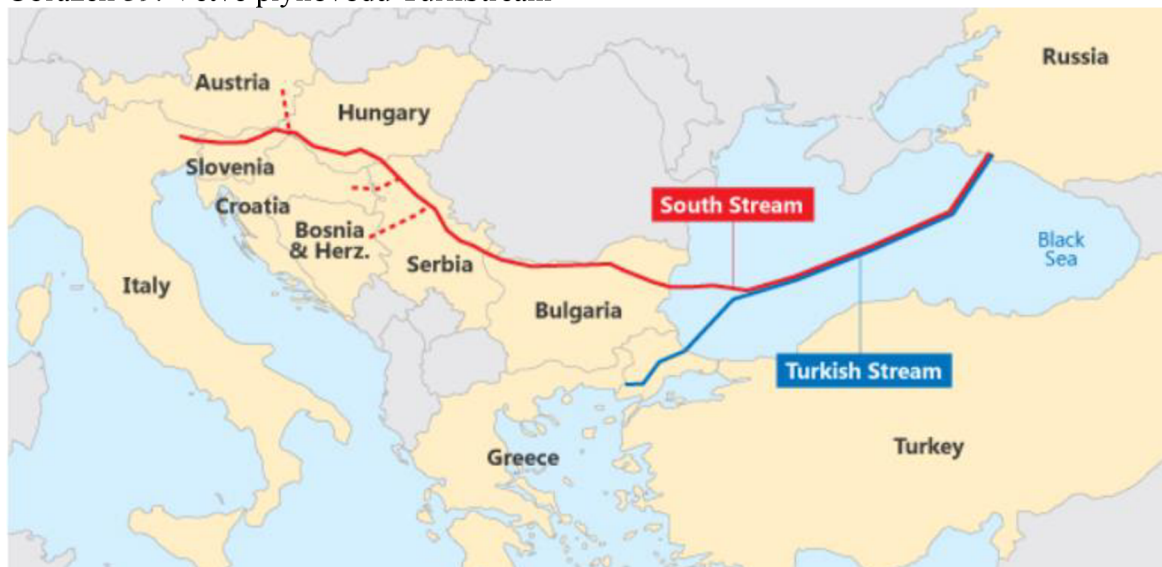 Russia
Austria
Hungary
Slovenia
South Stream
Croatia
Bosnia
& Herz.
Black
Sea
Serbia
Italy
Bulgaria
Turkish Stream
Turkey
Greece